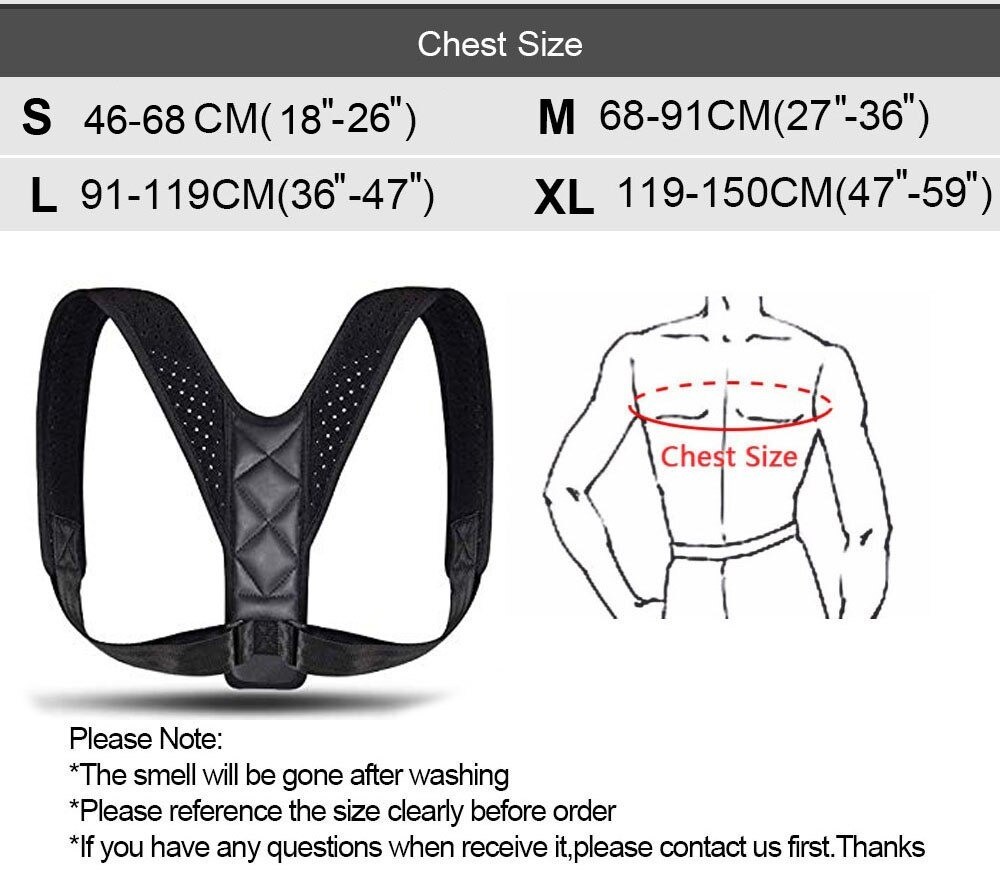 Chest Size
S 46-68 CM( 18"-26") M 68-91CM(27"-36")
L 91-119CM(36"-47") XL 119-150CM(47"-59")
Chest Size
Please Note:
*The smell will be gone after washing
*Please reference the size clearly before order
*If you have any questions when receive it,please contact us first.Thanks